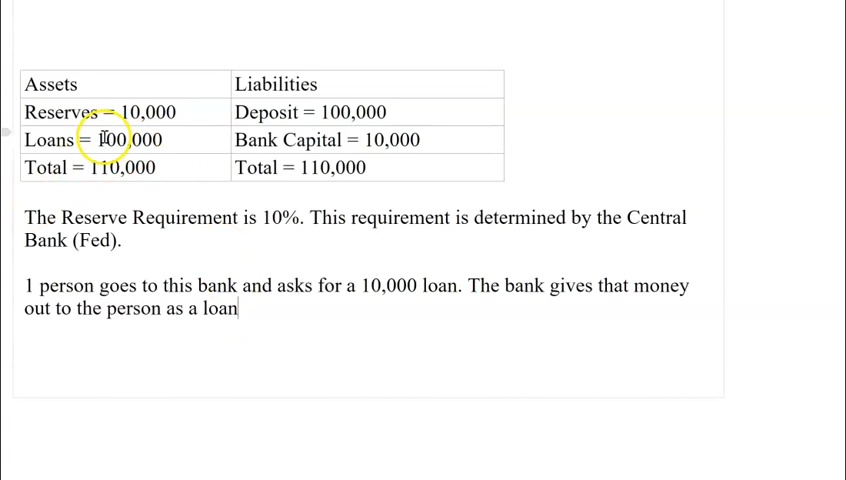 Assets Liabilities
Reserves = 10,000 Deposit = 100,000
Loans = 100,000 Bank Capital = 10,000
Total = 110,000 Total = 110,000
The Reserve Requirement is 10%. This requirement is determined by the Central
Bank (Fed).
1 person goes to this bank and asks for a 10,000 loan. The bank gives that money
out to the person as a loan